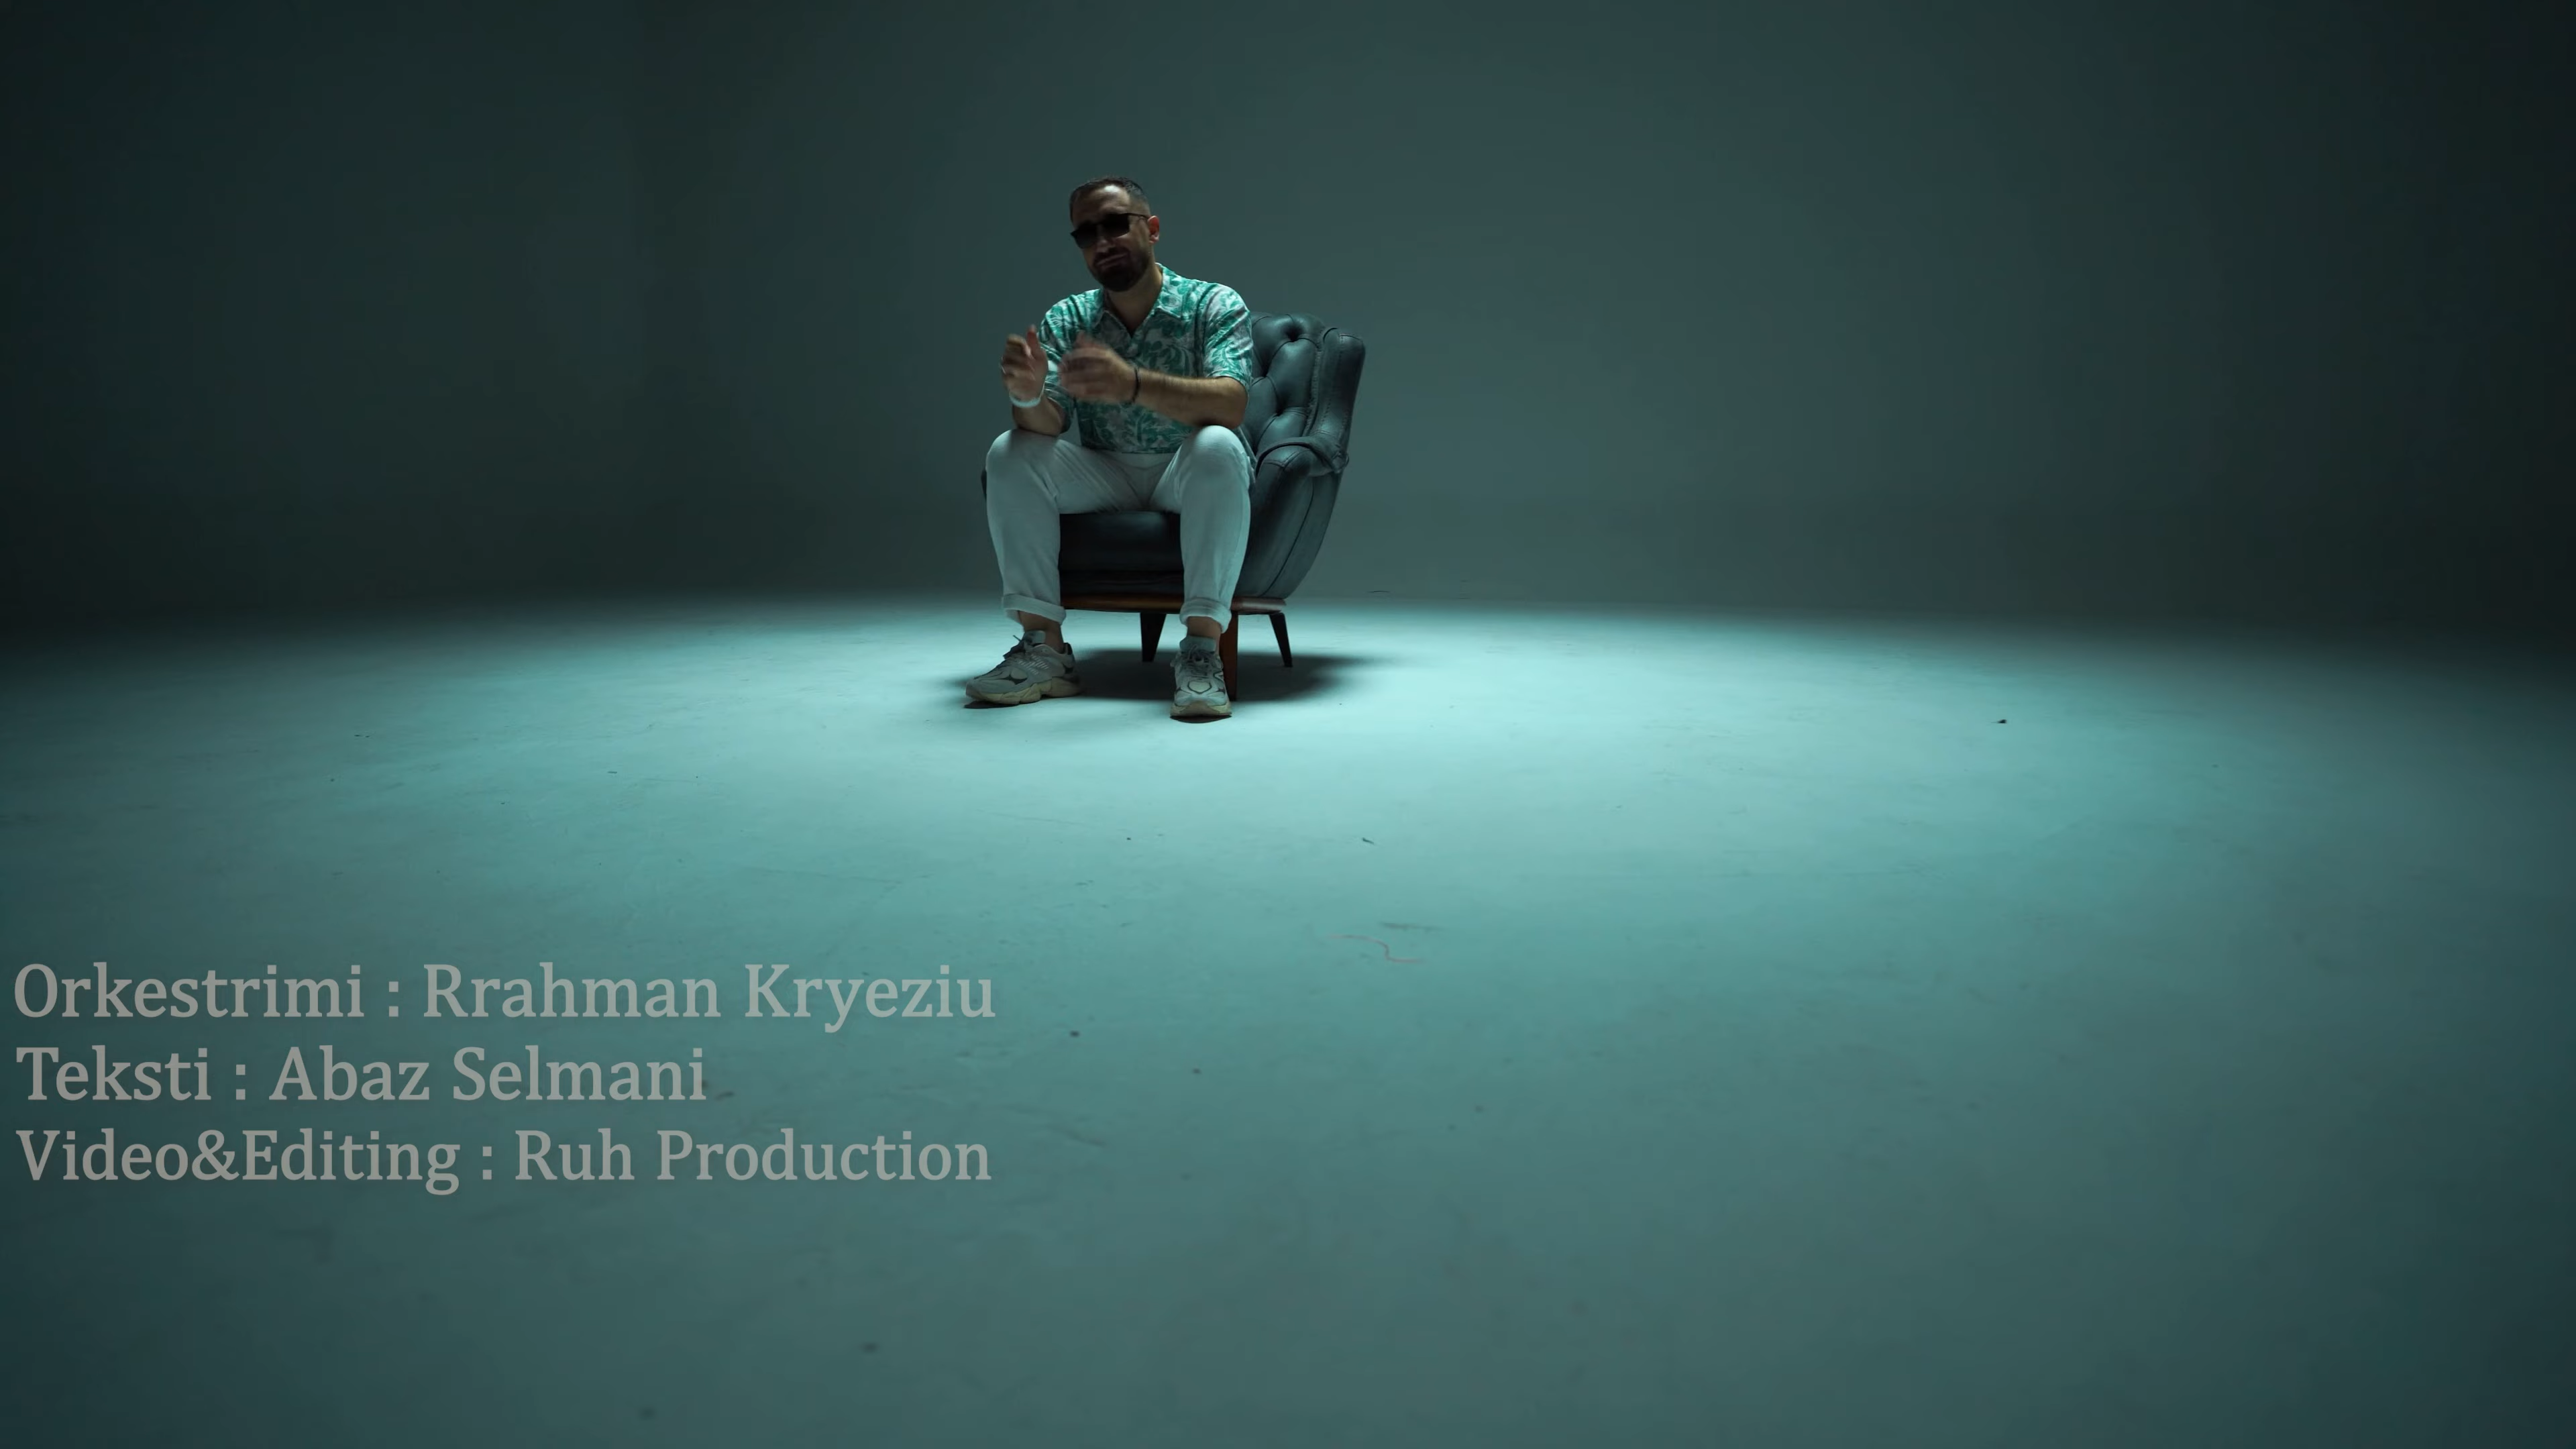 Orkestrimi : Rrahman Kryeziu
Teksti : Abaz Selmani
Video&Editing : Ruh Production